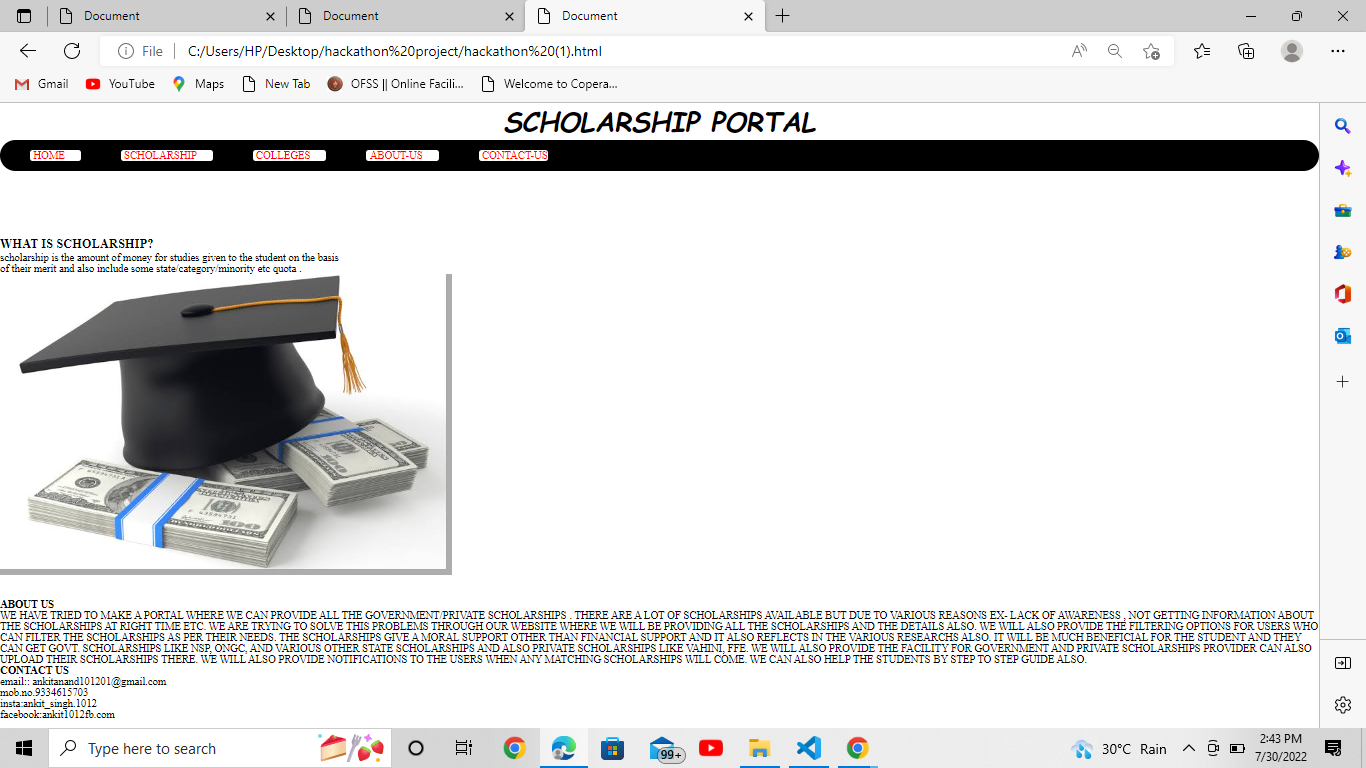 Document
Document
Document
File
C:/Users/HP/Desktop/hackathon%20project/hackathon%20(1).html
Gmail
YouTube
Maps
New Tab
OFSS || Online Facili...
Welcome to Copera...
SCHOLARSHIP PORTAL
HOME
SCHOLARSHIP
COLLEGES
ABOUT-US
CONTACT-US
WHAT IS SCHOLARSHIP?
scholarship is the amount of money for studies given to the student on the basis
of their merit and also include some state/category/minority etc quota .
100
100
ABOUT US
WE HAVE TRIED TO MAKE A PORTAL WHERE WE CAN PROVIDE ALL THE GOVERNMENT/PRIVATE SCHOLARSHIPS . THERE ARE A LOT OF SCHOLARSHIPS AVAILABLE BUT DUE TO VARIOUS REASONS EX- LACK OF AWARENESS , NOT GETTING INFORMATION ABOUT
THE SCHOLARSHIPS AT RIGHT TIME ETC. WE ARE TRYING TO SOLVE THIS PROBLEMS THROUGH OUR WEBSITE WHERE WE WILL BE PROVIDING ALL THE SCHOLARSHIPS AND THE DETAILS ALSO. WE WILL ALSO PROVIDE THE FILTERING OPTIONS FOR USERS WHO
CAN FILTER THE SCHOLARSHIPS AS PER THEIR NEEDS. THE SCHOLARSHIPS GIVE A MORAL SUPPORT OTHER THAN FINANCIAL SUPPORT AND IT ALSO REFLECTS IN THE VARIOUS RESEARCHS ALSO. IT WILL BE MUCH BENEFICIAL FOR THE STUDENT AND THEY
CAN GET GOVT. SCHOLARSHIPS LIKE NSP, ONGC, AND VARIOUS OTHER STATE SCHOLARSHIPS AND ALSO PRIVATE SCHOLARSHIPS LIKE VAHINI, FFE. WE WILL ALSO PROVIDE THE FACILITY FOR GOVERNMENT AND PRIVATE SCHOLARSHIPS PROVIDER CAN ALSO
UPLOAD THEIR SCHOLARSHIPS THERE. WE WILL ALSO PROVIDE NOTIFICATIONS TO THE USERS WHEN ANY MATCHING SCHOLARSHIPS WILL COME. WE CAN ALSO HELP THE STUDENTS BY STEP TO STEP GUIDE ALSO.
CONTACT US
email:: ankitanand101201@gmail.com
mob.no.9334615703
insta:ankit_singh.1012
facebook:ankit1012fb.com
Type here to search
99+
30°C Rain
2:43 PM
7/30/2022